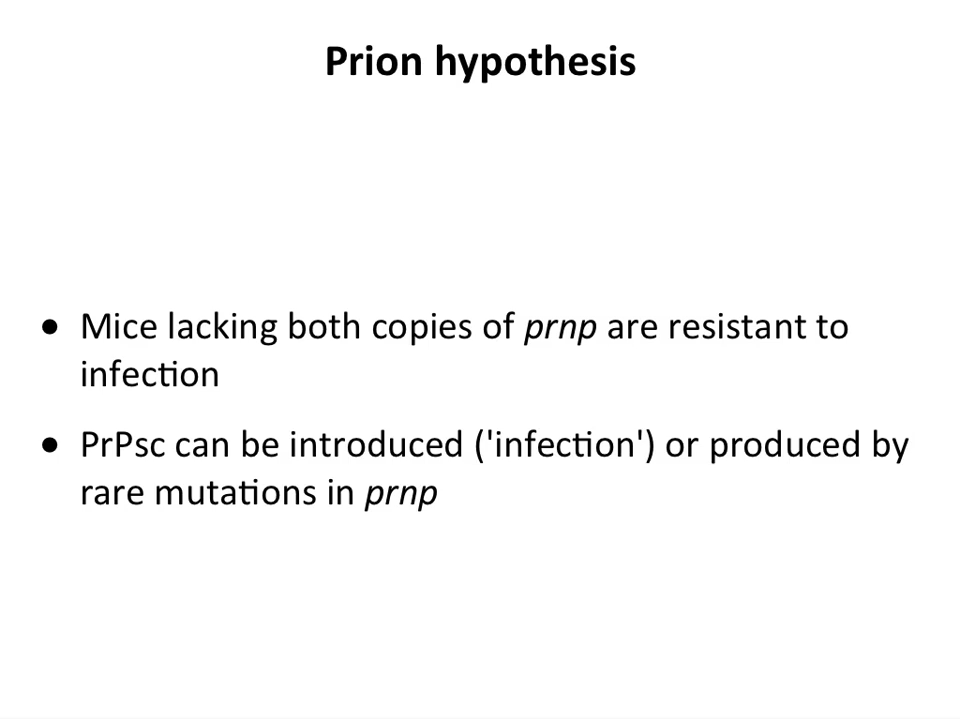 Prion hypothesis
● Mice lacking both copies of prnp are resistant to
infection
● PrPsc can be introduced ('infection') or produced by
rare mutations in prnp